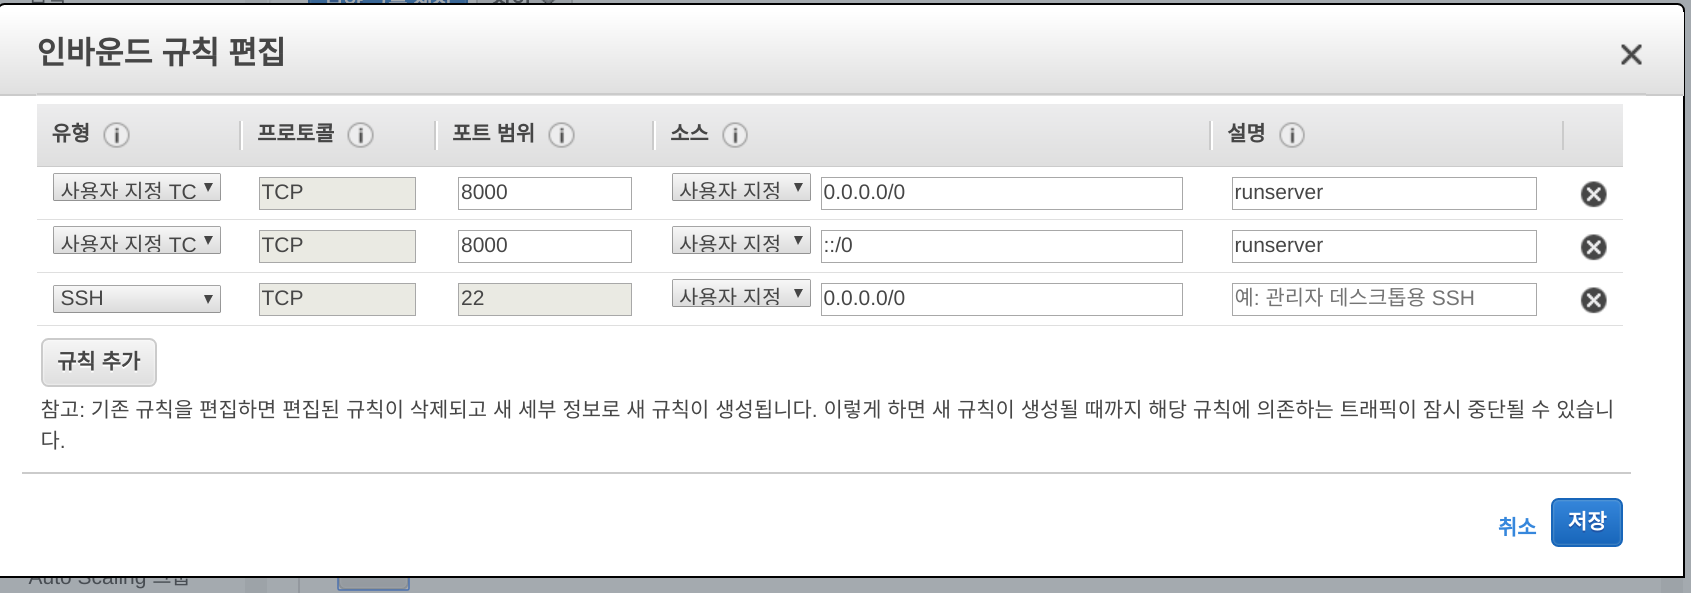 인바운드 규칙 편집
유형 프로토콜 포트 범위 소스 설명
사용자 지정 TC TCP 8000 사용자 지정 0.0.0.0/0 runserver
사용자 지정 TC TCP 8000 사용자 지정 ::/0 runserver
SSH TCP 22 사용자 지정 0.0.0.0/0 예: 관리자 데스크톱용 SSH
규칙 추가
참고: 기존 규칙을 편집하면 편집된 규칙이 삭제되고 새 세부 정보로 새 규칙이 생성됩니다. 이렇게 하면 새 규칙이 생성될 때까지 해당 규칙에 의존하는 트래픽이 잠시 중단될 수 있습니
다.
취소 저장
Auto Scaling 그룹